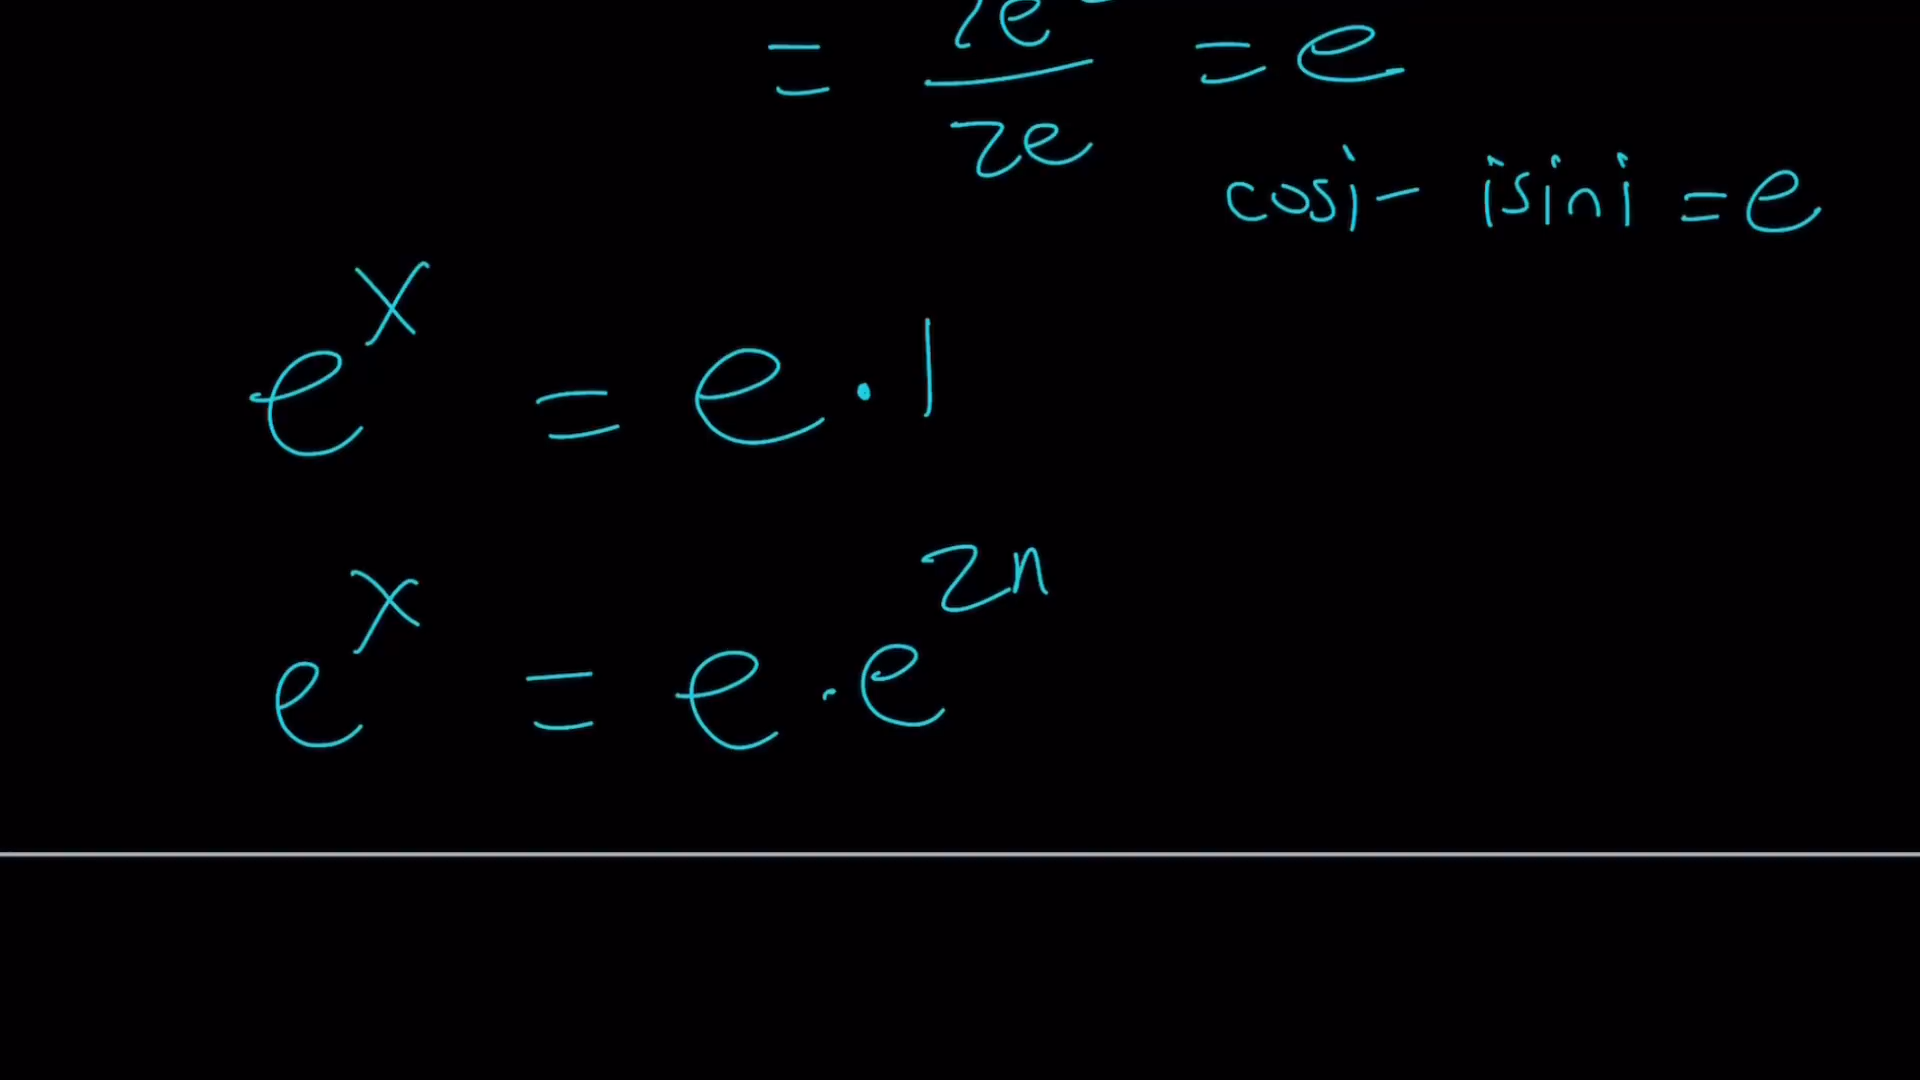 = 2e / 2e = e
cosi - isini = e
e^x = e · 1
e^x = e · e^2n